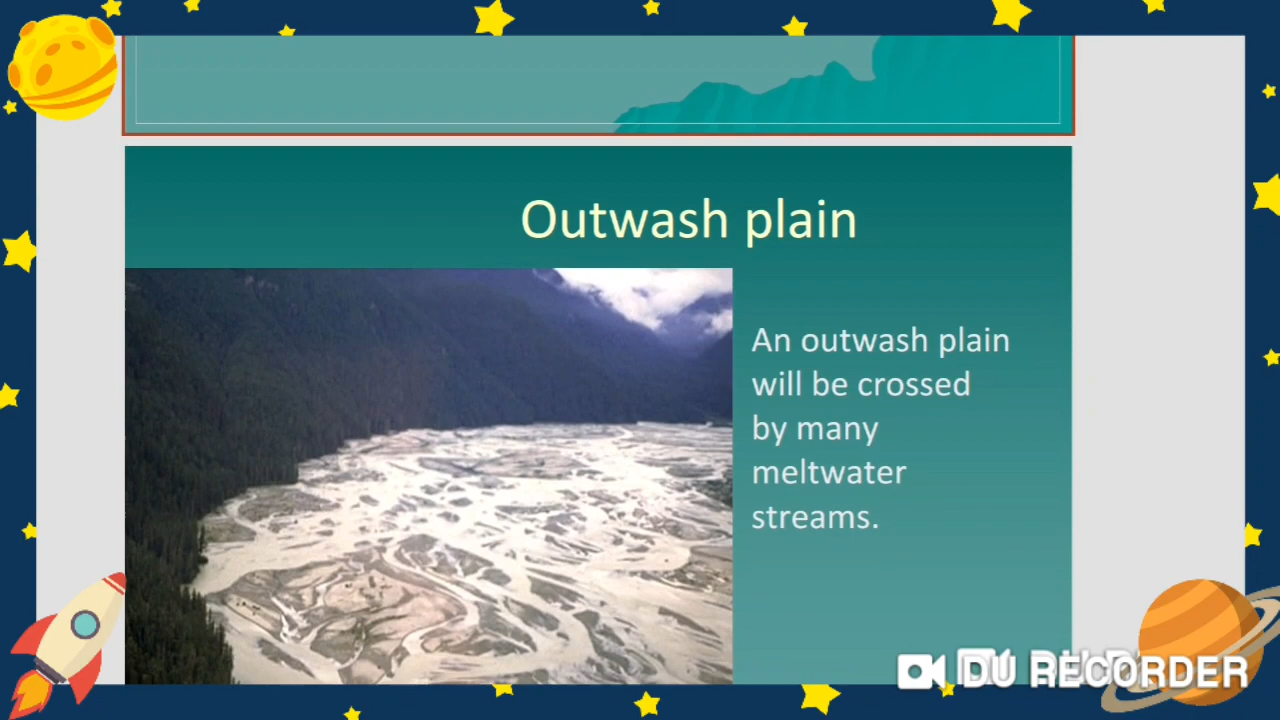 Outwash plain
An outwash plain
will be crossed
by many
meltwater
streams.
DU RECORDER